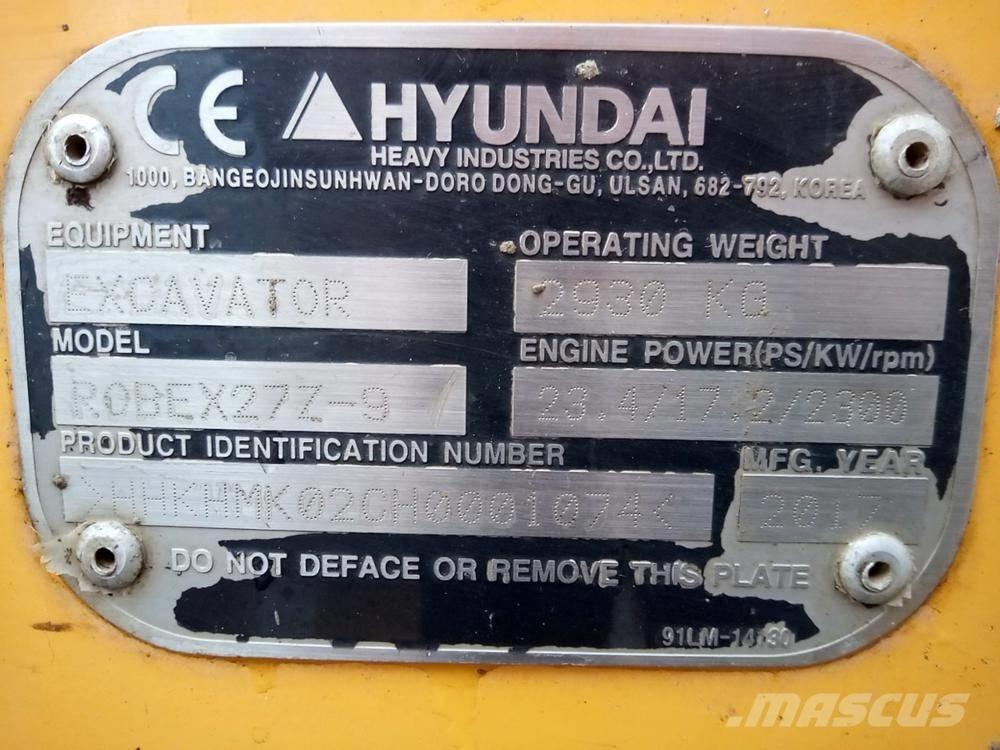 CE HYUNDAI
HEAVY INDUSTRIES CO.,LTD.
1000, BANGEOJINSUNHWAN-DORO DONG-GU, ULSAN, 682-792, KOREA
EQUIPMENT OPERATING WEIGHT
EXCAVATOR 2930 KG
MODEL ENGINE POWER(PS/KW/rpm)
ROBEX27Z-9 23.4/17.2/2300
PRODUCT IDENTIFICATION NUMBER MFG. YEAR
>HHKHMMK02CH0001074< 2017
DO NOT DEFACE OR REMOVE THIS PLATE
mascus